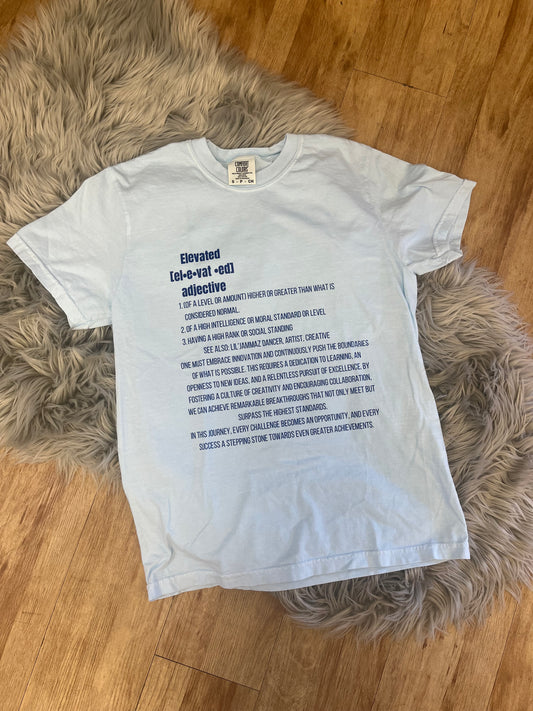 COMFORT
COLORS
S - P - CH
Elevated
[el•e•vat •ed]
adjective
1. (OF A LEVEL OR AMOUNT) HIGHER OR GREATER THAN WHAT IS
CONSIDERED NORMAL.
2. OF A HIGH INTELLIGENCE OR MORAL STANDARD OR LEVEL
3. HAVING A HIGH RANK OR SOCIAL STANDING
SEE ALSO: LIL'JAMMAZ DANCER, ARTIST, CREATIVE
ONE MUST EMBRACE INNOVATION AND CONTINUOUSLY PUSH THE BOUNDARIES
OF WHAT IS POSSIBLE. THIS REQUIRES A DEDICATION TO LEARNING, AN
OPENNESS TO NEW IDEAS, AND A RELENTLESS PURSUIT OF EXCELLENCE. BY
FOSTERING A CULTURE OF CREATIVITY AND ENCOURAGING COLLABORATION,
WE CAN ACHIEVE REMARKABLE BREAKTHROUGHS THAT NOT ONLY MEET BUT
SURPASS THE HIGHEST STANDARDS.
IN THIS JOURNEY, EVERY CHALLENGE BECOMES AN OPPORTUNITY, AND EVERY
SUCCESS A STEPPING STONE TOWARDS EVEN GREATER ACHIEVEMENTS.